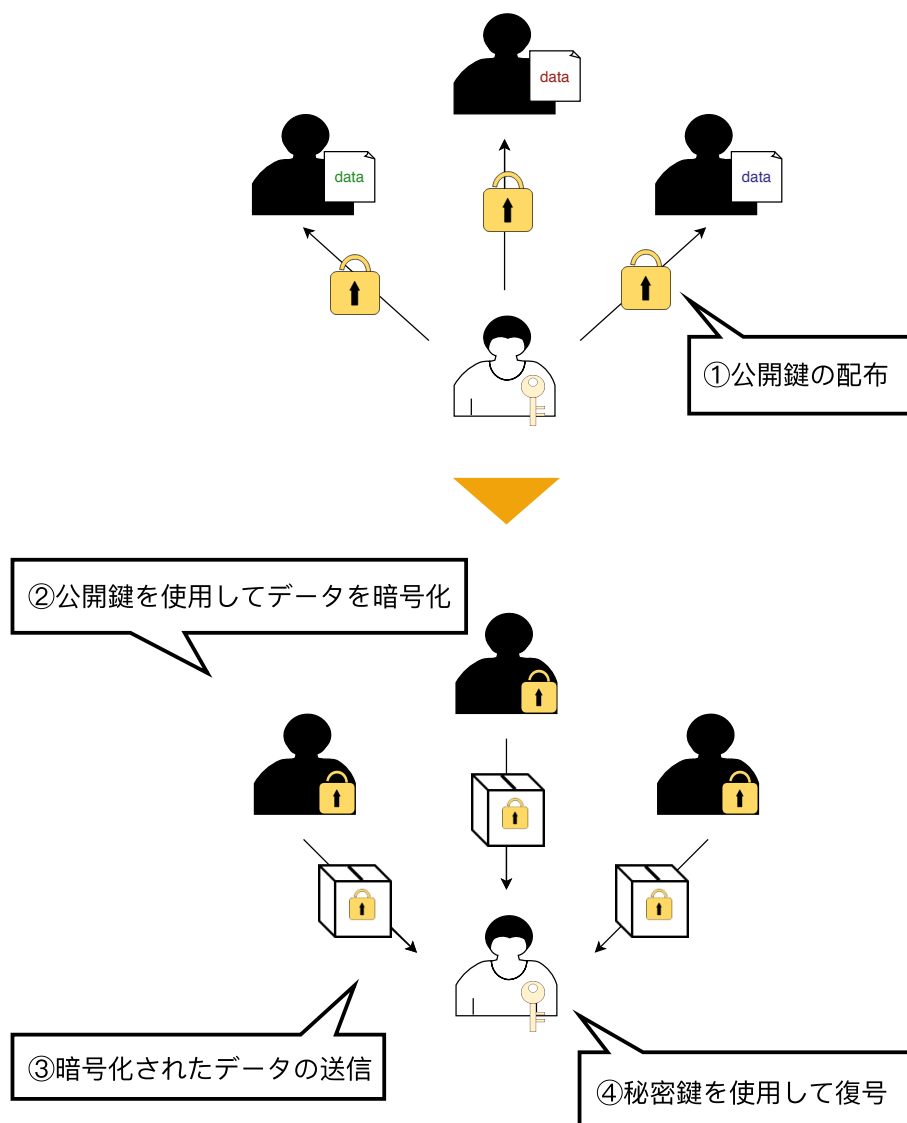 data
data
data
①公開鍵の配布
②公開鍵を使用してデータを暗号化
③暗号化されたデータの送信
④秘密鍵を使用して復号